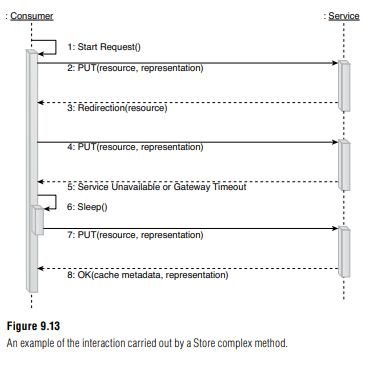 : Consumer
: Service
1: Start Request()
2: PUT(resource, representation)
3: Redirection(resource)
4: PUT(resource, representation)
5: Service Unavailable or Gateway Timeout
6: Sleep()
7: PUT(resource, representation)
8: OK(cache metadata, representation)
Figure 9.13
An example of the interaction carried out by a Store complex method.